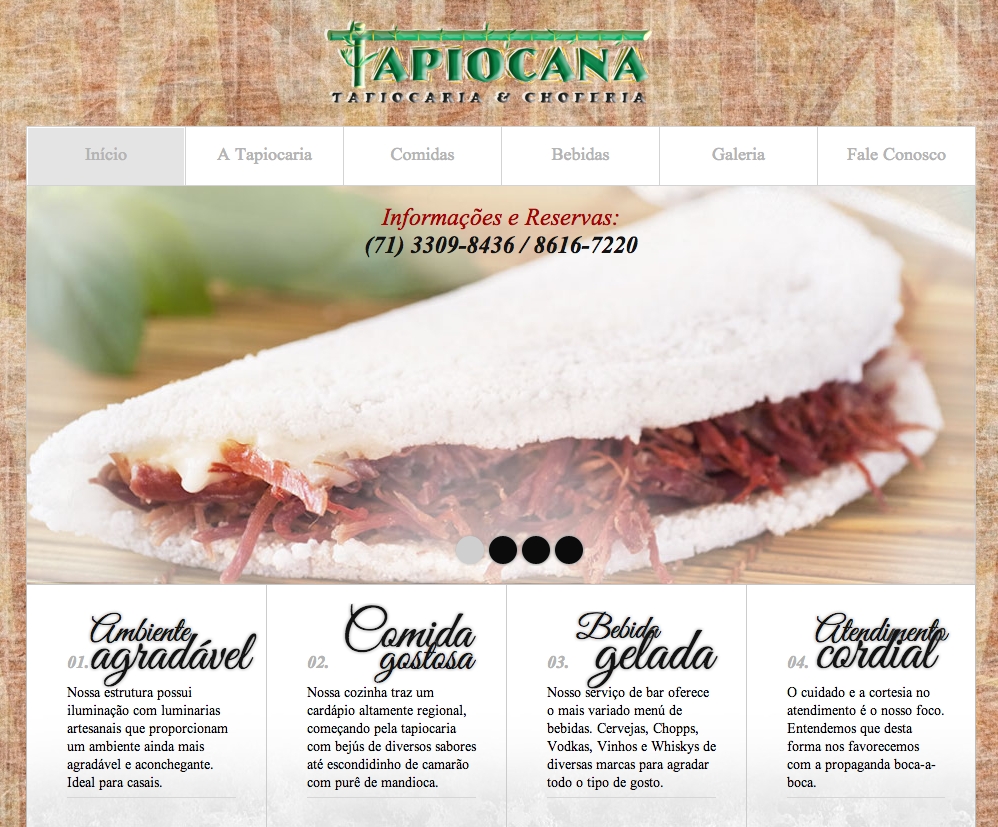 TAPIOCANA
TAPIOCARIA & CHOPERIA
Início
A Tapiocaria
Comidas
Bebidas
Galeria
Fale Conosco
Informações e Reservas:
(71) 3309-8436 / 8616-7220
01. Ambiente agradável
Nossa estrutura possui
iluminação com luminarias
artesanais que proporcionam
um ambiente ainda mais
agradável e aconchegante.
Ideal para casais.
02. Comida gostosa
Nossa cozinha traz um
cardápio altamente regional,
começando pela tapiocaria
com bejús de diversos sabores
até escondidinho de camarão
com purê de mandioca.
03. Bebida gelada
Nosso serviço de bar oferece
o mais variado menú de
bebidas. Cervejas, Chopps,
Vodkas, Vinhos e Whiskys de
diversas marcas para agradar
todo o tipo de gosto.
04. Atendimento cordial
O cuidado e a cortesia no
atendimento é o nosso foco.
Entendemos que desta
forma nos favorecemos
com a propaganda boca-a-
boca.